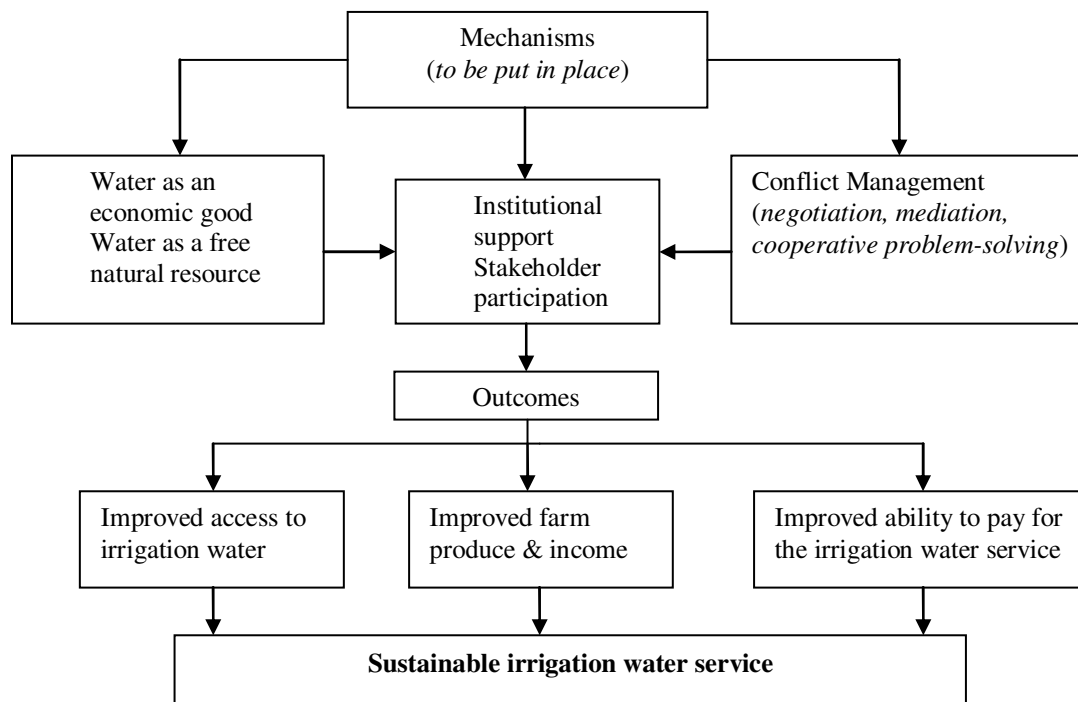 Mechanisms
(to be put in place)
Water as an
economic good
Water as a free
natural resource
Institutional
support
Stakeholder
participation
Conflict Management
(negotiation, mediation,
cooperative problem-solving)
Outcomes
Improved access to
irrigation water
Improved farm
produce & income
Improved ability to pay for
the irrigation water service
Sustainable irrigation water service